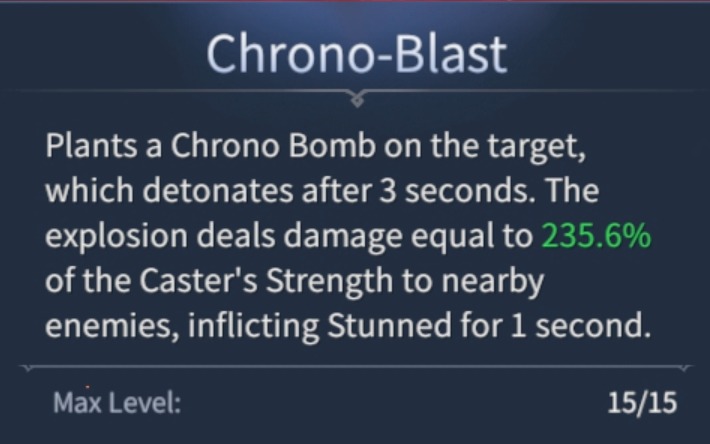 Chrono-Blast
Plants a Chrono Bomb on the target,
which detonates after 3 seconds. The
explosion deals damage equal to 235.6%
of the Caster's Strength to nearby
enemies, inflicting Stunned for 1 second.
Max Level: 15/15